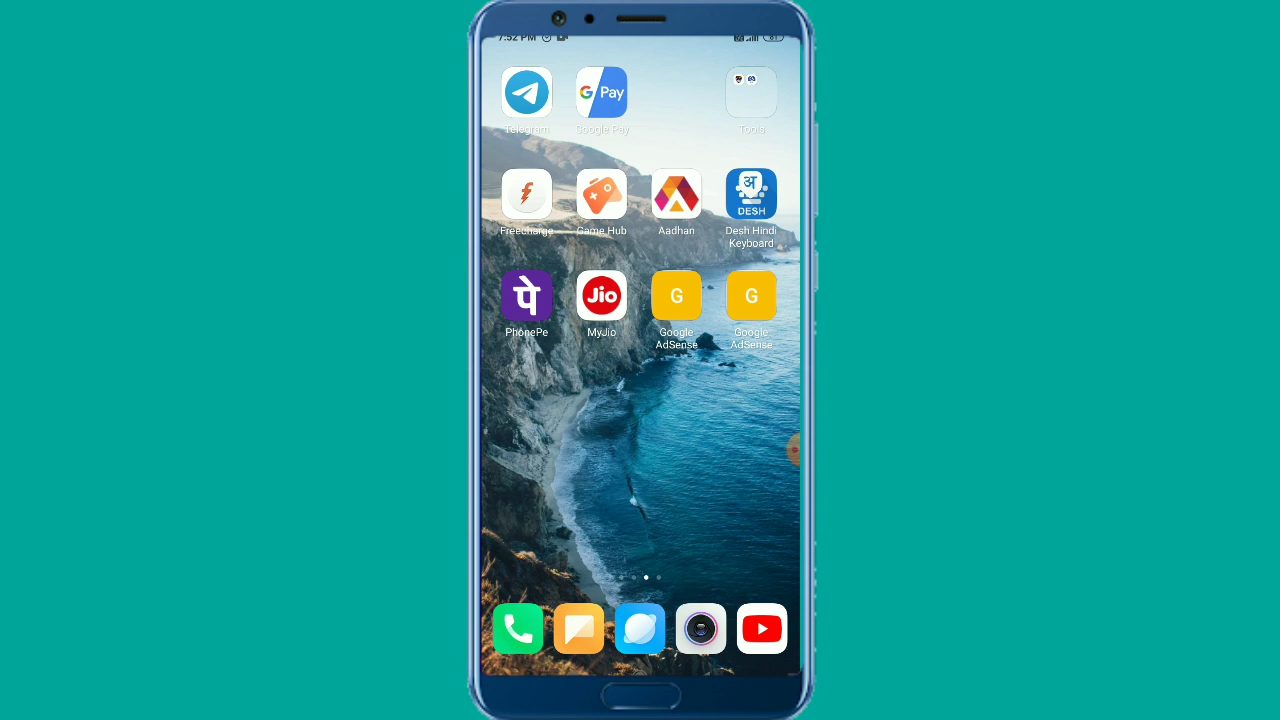 7:52 PM
G Pay
Telegram
Google Pay
Tools
अ
DESH
Freecharge
Game Hub
Aadhan
Desh Hindi
Keyboard
पे
Jio
G
G
PhonePe
MyJio
Google
AdSense
Google
AdSense